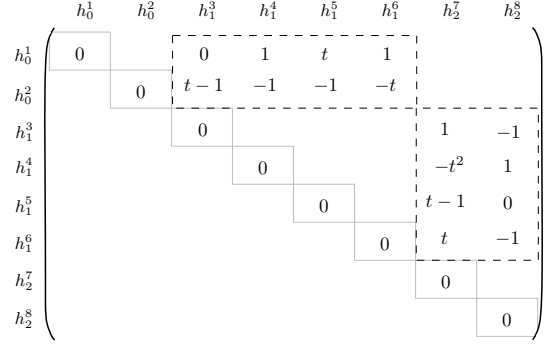 h_0^1 h_0^2 h_1^3 h_1^4 h_1^5 h_1^6 h_2^7 h_2^8
h_0^1 0 0 1 t 1
h_0^2 0 t − 1 −1 −1 −t
h_1^3 0 1 −1
h_1^4 0 −t^2 1
h_1^5 0 t − 1 0
h_1^6 0 t −1
h_2^7 0
h_2^8 0